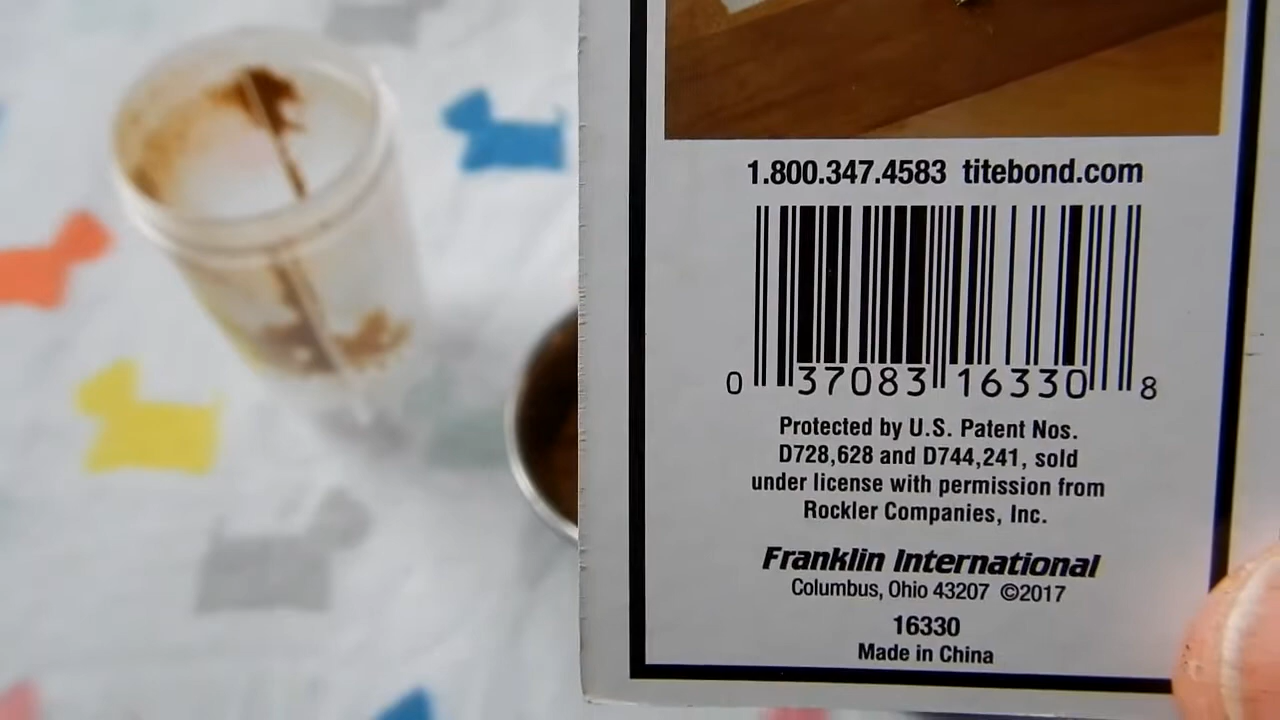 1.800.347.4583 titebond.com
0 37083 16330 8
Protected by U.S. Patent Nos.
D728,628 and D744,241, sold
under license with permission from
Rockler Companies, Inc.
Franklin International
Columbus, Ohio 43207 ©2017
16330
Made in China